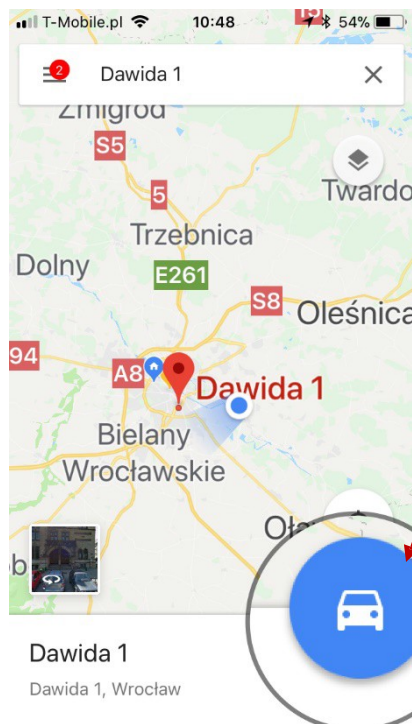 T-Mobile.pl 10:48 54%
2 Dawida 1
Żmigród
S5
Twardo
5
Trzebnica
Dolny
E261
S8
Oleśnica
94
A8
Dawida 1
Bielany
Wrocławskie
Oła
b
Dawida 1
Dawida 1, Wrocław